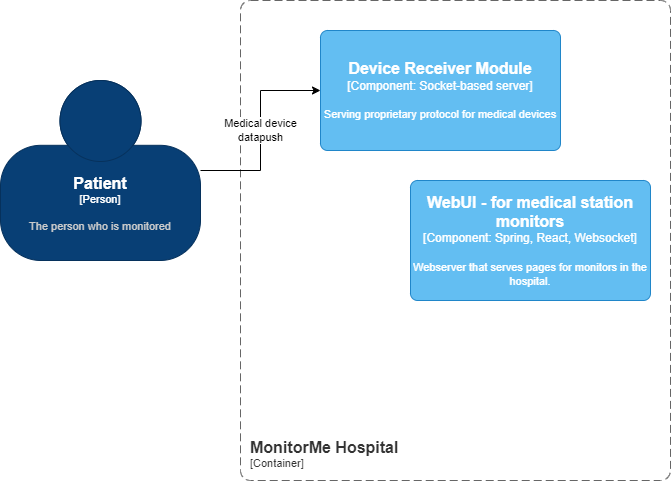 Device Receiver Module
[Component: Socket-based server]
Serving proprietary protocol for medical devices
Medical device
datapush
Patient
[Person]
The person who is monitored
WebUI - for medical station
monitors
[Component: Spring, React, Websocket]
Webserver that serves pages for monitors in the
hospital.
MonitorMe Hospital
[Container]